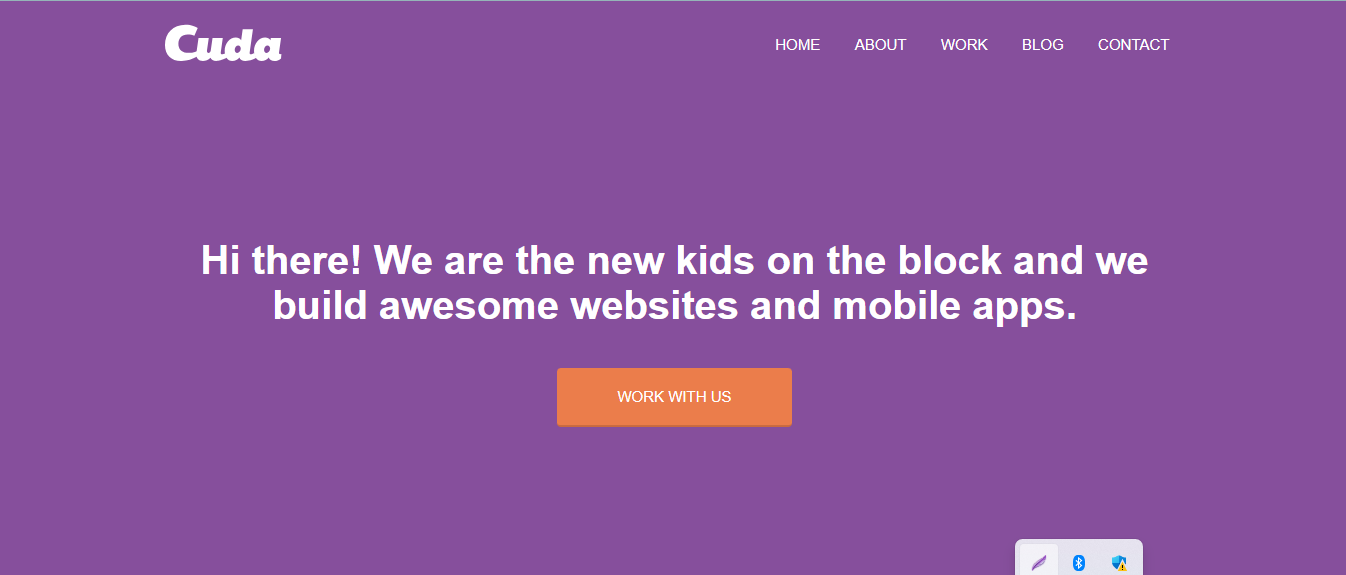 Cuda
HOME ABOUT WORK BLOG CONTACT
Hi there! We are the new kids on the block and we
build awesome websites and mobile apps.
WORK WITH US